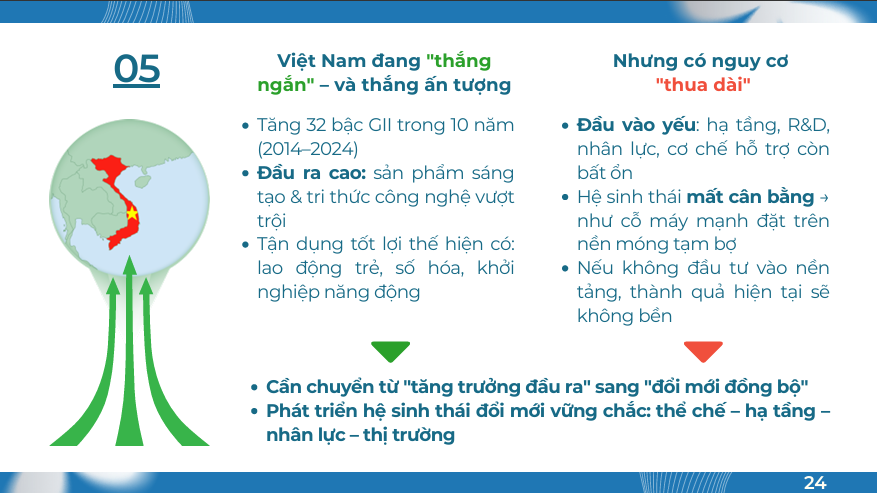 05
Việt Nam đang "thắng
ngắn" – và thắng ấn tượng
• Tăng 32 bậc GII trong 10 năm
(2014–2024)
• Đầu ra cao: sản phẩm sáng
tạo & tri thức công nghệ vượt
trội
• Tận dụng tốt lợi thế hiện có:
lao động trẻ, số hóa, khởi
nghiệp năng động
Nhưng có nguy cơ
"thua dài"
• Đầu vào yếu: hạ tầng, R&D,
nhân lực, cơ chế hỗ trợ còn
bất ổn
• Hệ sinh thái mất cân bằng →
như cỗ máy mạnh đặt trên
nền móng tạm bợ
• Nếu không đầu tư vào nền
tảng, thành quả hiện tại sẽ
không bền
• Cần chuyển từ "tăng trưởng đầu ra" sang "đổi mới đồng bộ"
• Phát triển hệ sinh thái đổi mới vững chắc: thể chế – hạ tầng –
nhân lực – thị trường
24